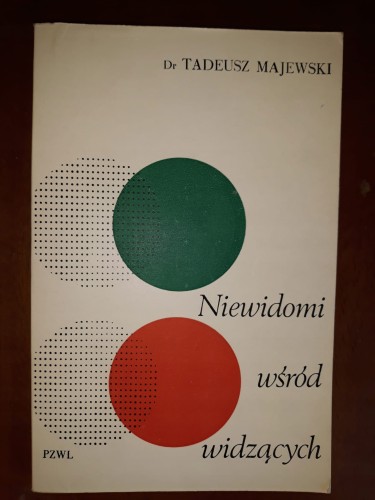 Dr TADEUSZ MAJEWSKI
Niewidomi
wśród
widzących
PZWL